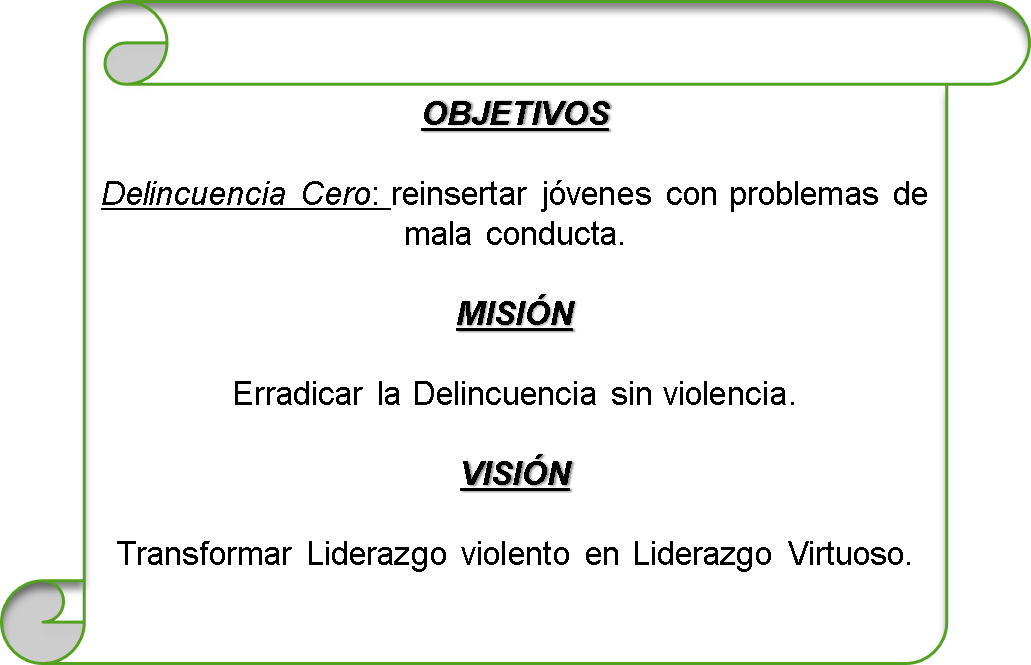 OBJETIVOS
Delincuencia Cero: reinsertar jóvenes con problemas de
mala conducta.
MISIÓN
Erradicar la Delincuencia sin violencia.
VISIÓN
Transformar Liderazgo violento en Liderazgo Virtuoso.